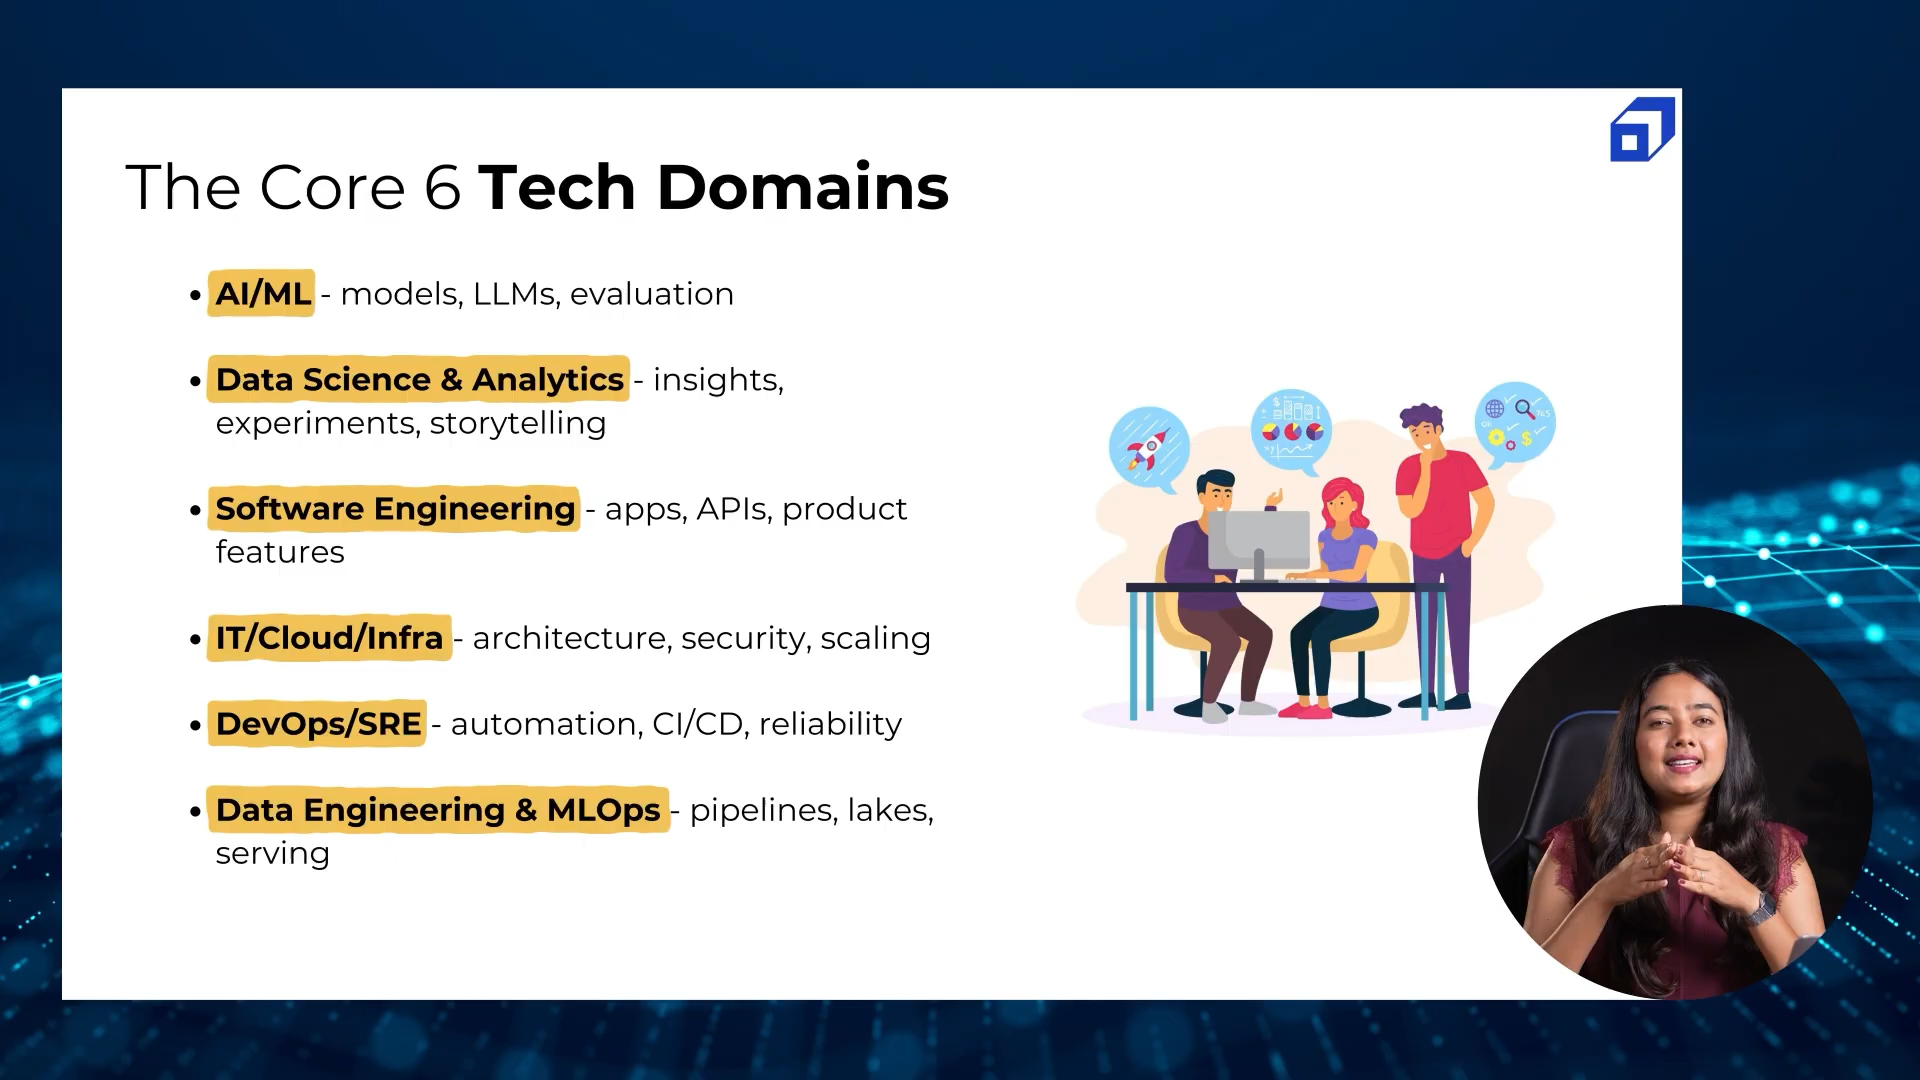 The Core 6 Tech Domains
• AI/ML - models, LLMs, evaluation
• Data Science & Analytics - insights,
experiments, storytelling
• Software Engineering - apps, APIs, product
features
• IT/Cloud/Infra - architecture, security, scaling
• DevOps/SRE - automation, CI/CD, reliability
• Data Engineering & MLOps - pipelines, lakes,
serving